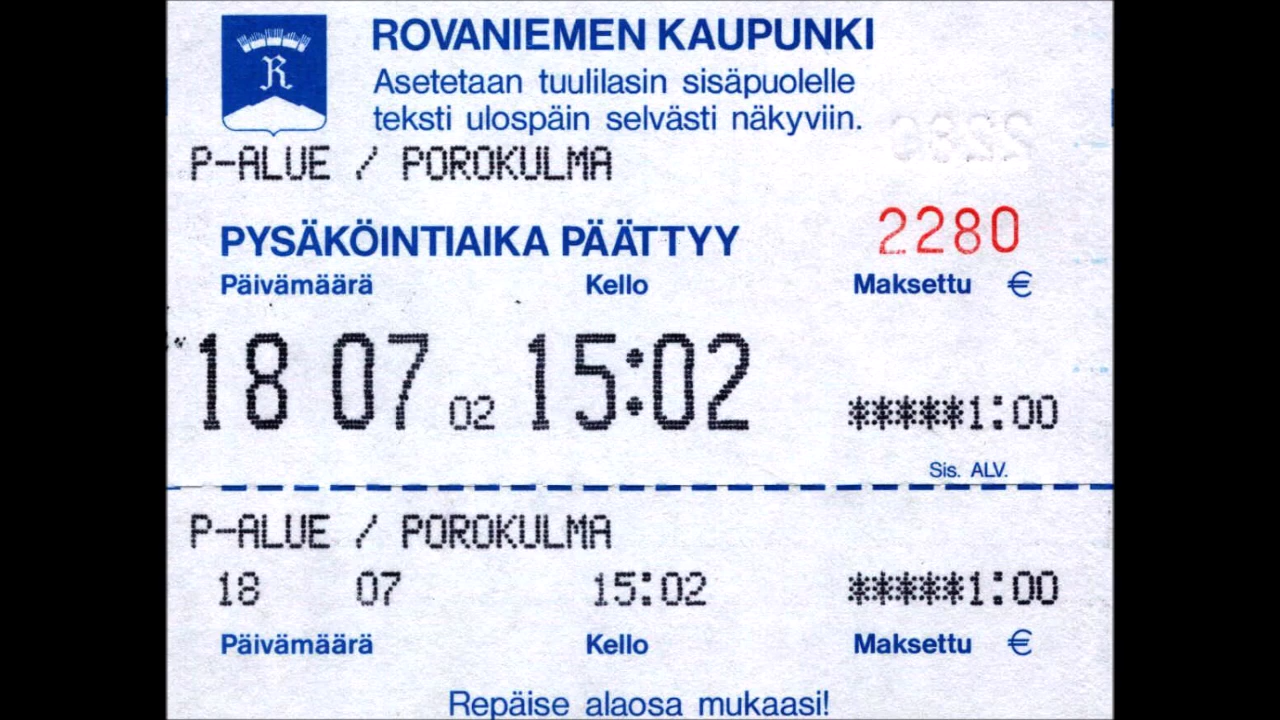 R
ROVANIEMEN KAUPUNKI
Asetetaan tuulilasin sisäpuolelle
teksti ulospäin selvästi näkyviin.
P-ALUE / POROKULMA
PYSÄKÖINTIAIKA PÄÄTTYY 2280
Päivämäärä Kello Maksettu €
18 07 02 15:02 *****1:00
Sis. ALV.
P-ALUE / POROKULMA
18 07 15:02 *****1:00
Päivämäärä Kello Maksettu €
Repäise alaosa mukaasi!